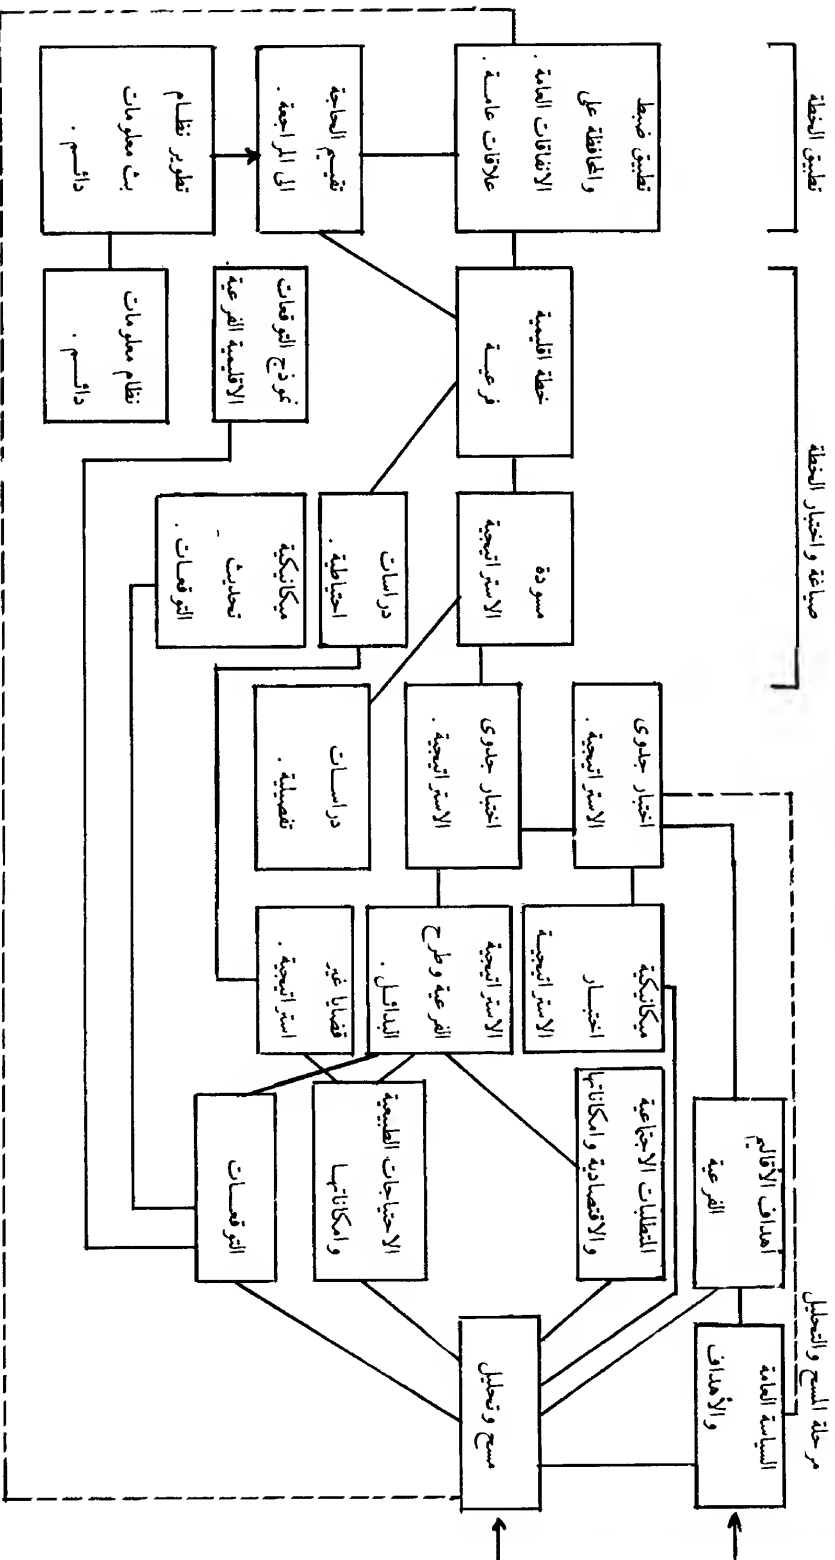 مرحلة المسح والتحليل
صياغة واختبار الخطة
تطبيق الخطة
السياسة العامة
والأهداف
مسح وتحليل
أهداف الأقاليم
الفرعية
المتطلبات الاجتماعية
والاقتصادية وامكاناتها
الاحتياجات الطبيعية
وامكاناتها
التوقعات
ميكانيكية
اختبار
الاستراتيجية
الاستراتيجية
الفرعية وطرح
البدائل .
قضايا غير
استراتيجية .
اختبار جدوى
الاستراتيجية .
اختبار جدوى
الاستراتيجية .
دراسات
تفصيلية .
مسودة
الاستراتيجية
دراسات
احتياطية .
ميكانيكية
تحديث -
التوقعات .
خطة اقليمية
فرعية
نموذج التوقعات
الاقليمية الفرعية .
نظام معلومات
دائم .
تطبيق ضبط
والمحافظة على
الانفاقات العامة .
علاقات عامة .
تقييم الحاجة
الى المراجعة .
تطوير نظام
بث معلومات
دائم .